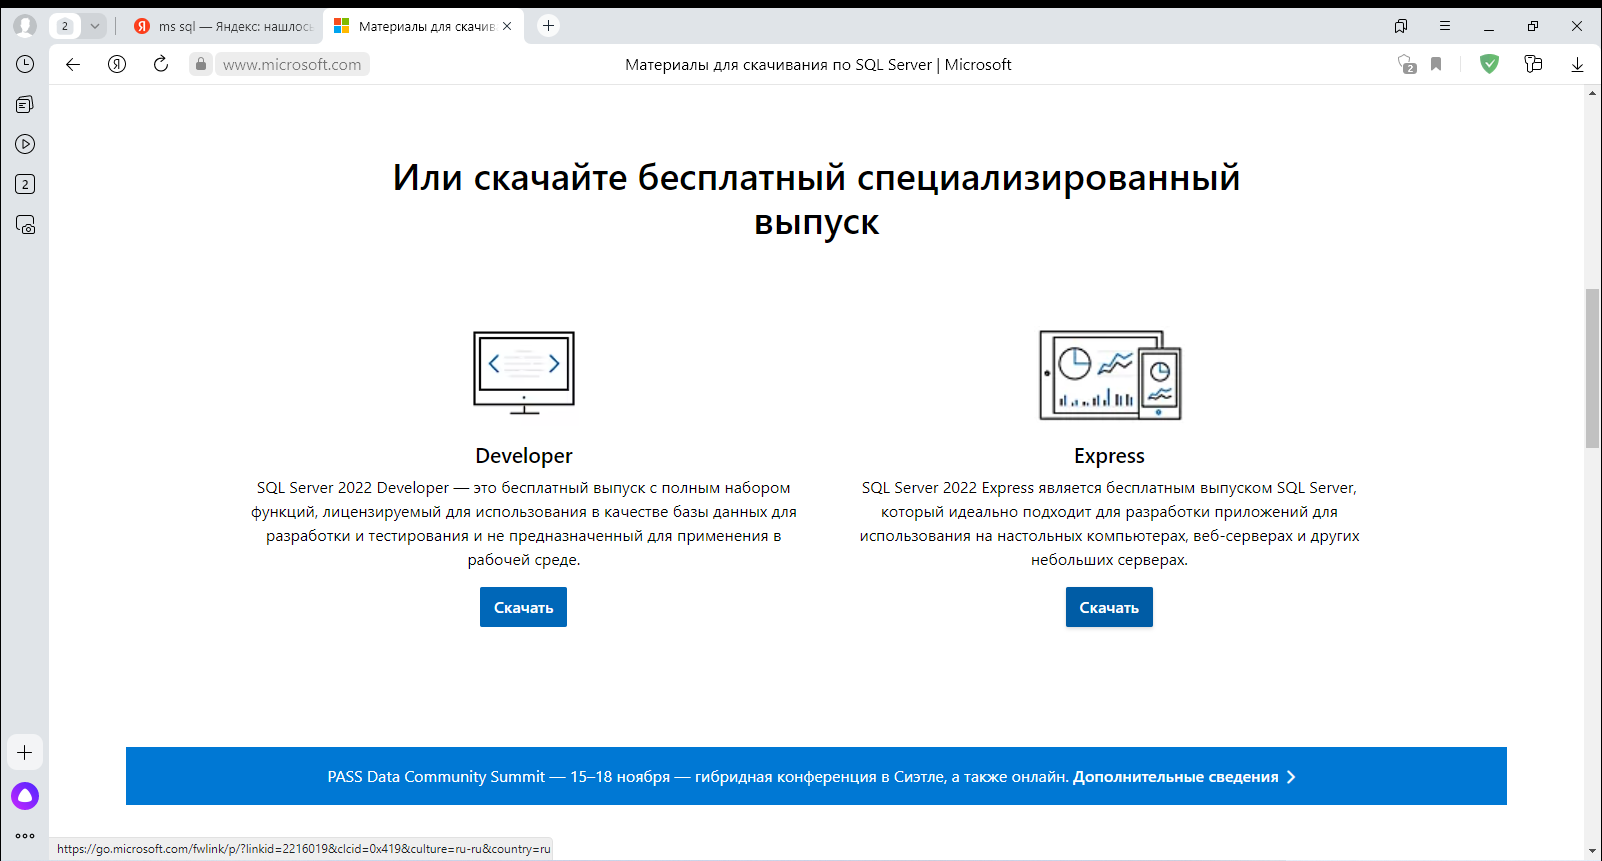 2
ms sql — Яндекс: нашлось
Материалы для скачив
www.microsoft.com
Материалы для скачивания по SQL Server | Microsoft
2
2
Или скачайте бесплатный специализированный
выпуск
Developer
SQL Server 2022 Developer — это бесплатный выпуск с полным набором
функций, лицензируемый для использования в качестве базы данных для
разработки и тестирования и не предназначенный для применения в
рабочей среде.
Скачать
Express
SQL Server 2022 Express является бесплатным выпуском SQL Server,
который идеально подходит для разработки приложений для
использования на настольных компьютерах, веб-серверах и других
небольших серверах.
Скачать
PASS Data Community Summit — 15–18 ноября — гибридная конференция в Сиэтле, а также онлайн. Дополнительные сведения
https://go.microsoft.com/fwlink/p/?linkid=2216019&clcid=0x419&culture=ru-ru&country=ru